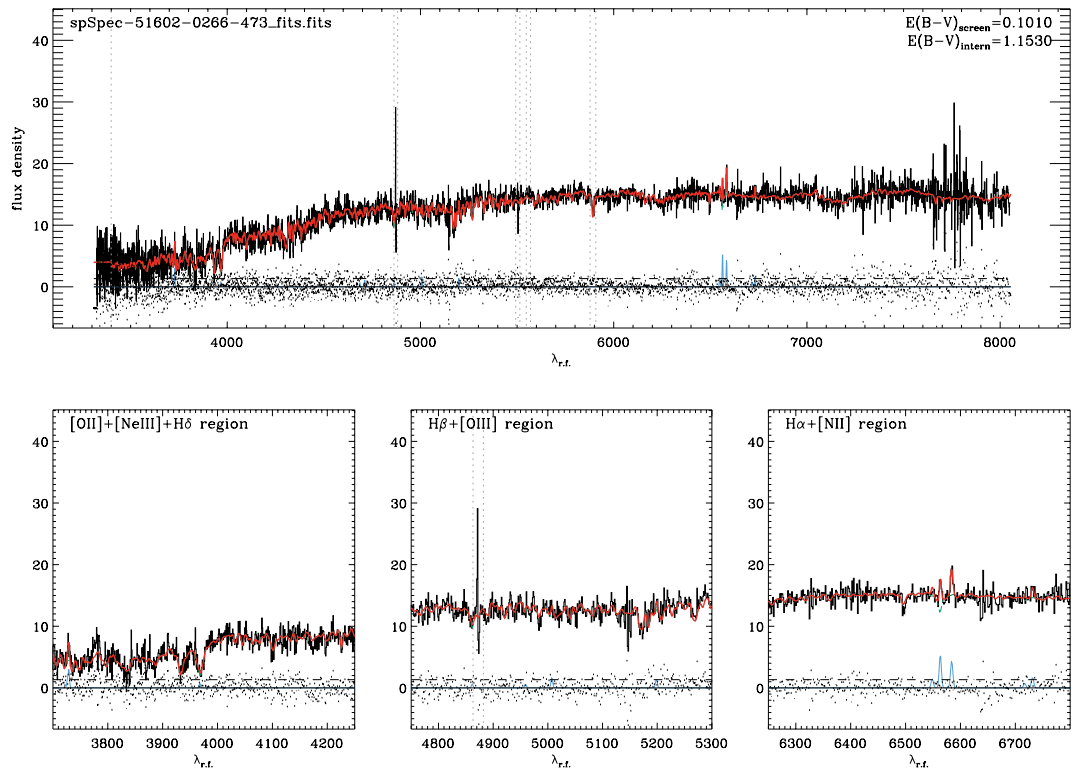 spSpec-51602-0266-473_fits.fits
E(B-V)screen=0.1010
E(B-V)intern=1.1530
flux density
40
30
20
10
0
4000 5000 6000 7000 8000
λr.f.
[OII]+[NeIII]+Hδ region
40
30
20
10
0
3800 3900 4000 4100 4200
λr.f.
Hβ+[OIII] region
40
30
20
10
0
4800 4900 5000 5100 5200 5300
λr.f.
Hα+[NII] region
40
30
20
10
0
6300 6400 6500 6600 6700
λr.f.